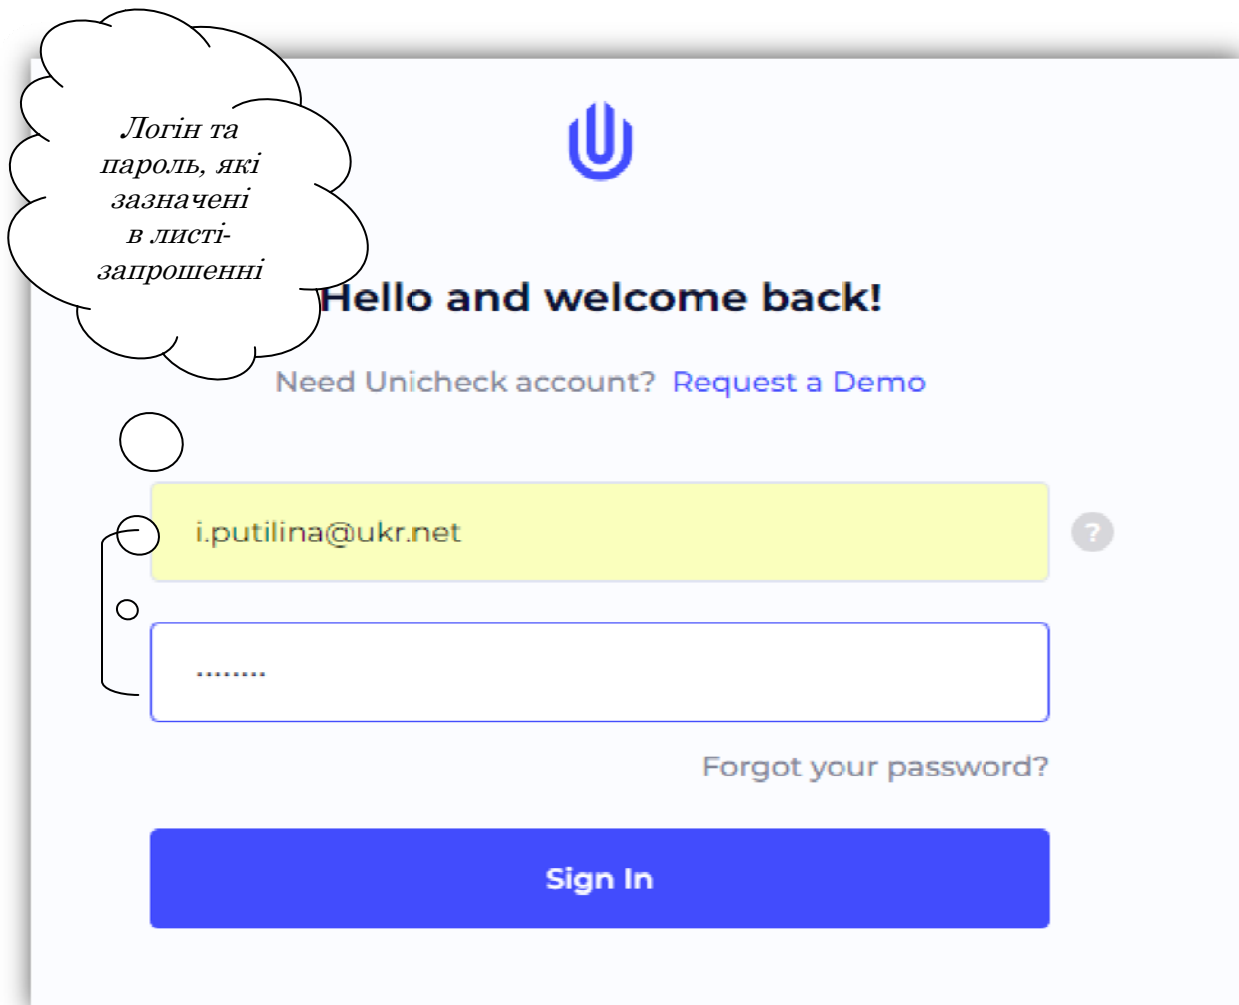 Логін та
пароль, які
зазначені
в листі-
запрошенні
Hello and welcome back!
Need Unicheck account? Request a Demo
i.putilina@ukr.net
?
........
Forgot your password?
Sign In